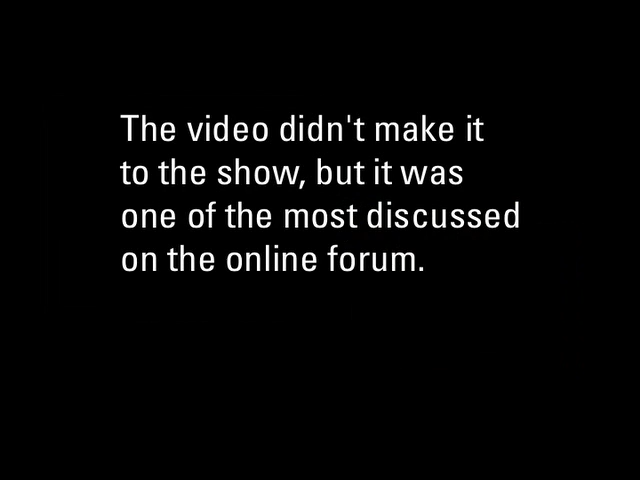 The video didn't make it
to the show, but it was
one of the most discussed
on the online forum.